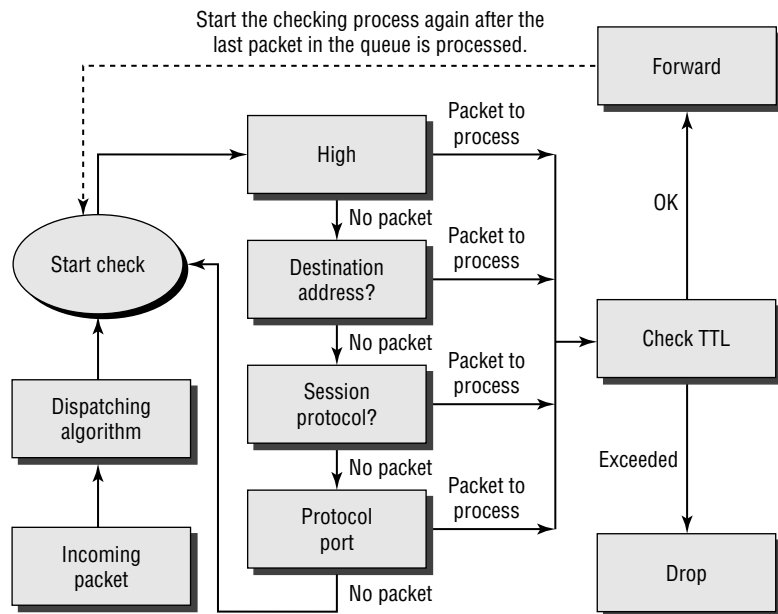 Start the checking process again after the
last packet in the queue is processed.
Forward
High
Packet to
process
No packet
OK
Start check
Destination
address?
Packet to
process
No packet
Check TTL
Dispatching
algorithm
Session
protocol?
Packet to
process
No packet
Exceeded
Incoming
packet
Protocol
port
Packet to
process
No packet
Drop